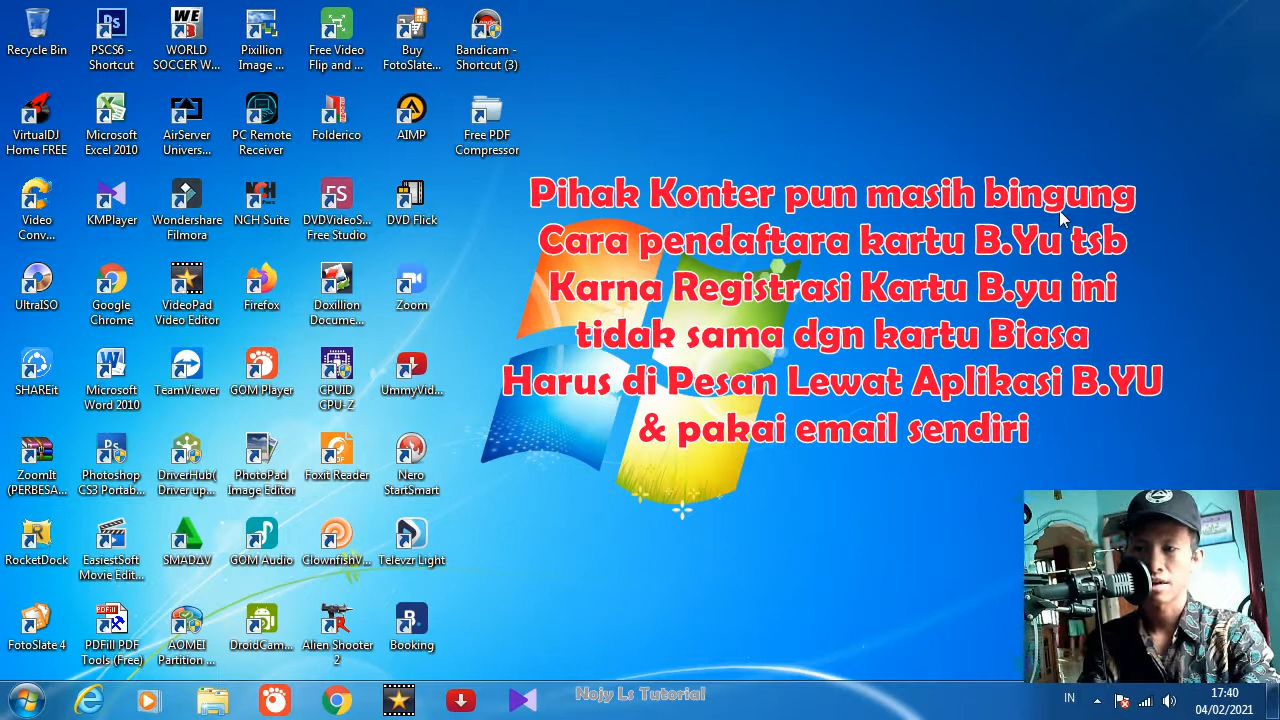 Recycle Bin
PSCS6 -
Shortcut
WORLD
SOCCER W...
Pixillion
Image ...
Free Video
Flip and ...
Buy
FotoSlate...
Bandicam -
Shortcut (3)
VirtualDJ
Home FREE
Microsoft
Excel 2010
AirServer
Univers...
PC Remote
Receiver
Folderico
AIMP
Free PDF
Compressor
Video
Conv...
KMPlayer
Wondershare
Filmora
NCH Suite
DVDVideoS...
Free Studio
DVD Flick
UltraISO
Google
Chrome
VideoPad
Video Editor
Firefox
Doxillion
Docume...
Zoom
SHAREit
Microsoft
Word 2010
TeamViewer
GOM Player
CPUID
CPU-Z
UmmyVid...
ZoomIt
(PERBESA...
Photoshop
CS3 Portab...
DriverHub(
Driver up...
PhotoPad
Image Editor
Foxit Reader
Nero
StartSmart
RocketDock
EasiestSoft
Movie Edit...
SMADΔV
GOM Audio
ClownfishV...
Televzr Light
FotoSlate 4
PDFill PDF
Tools (Free)
AOMEI
Partition ...
DroidCam...
Alien Shooter
2
Booking
Pihak Konter pun masih bingung
Cara pendaftara kartu B.Yu tsb
Karna Registrasi Kartu B.yu ini
tidak sama dgn kartu Biasa
Harus di Pesan Lewat Aplikasi B.YU
& pakai email sendiri
Nojy Ls Tutorial
IN
17:40
04/02/2021